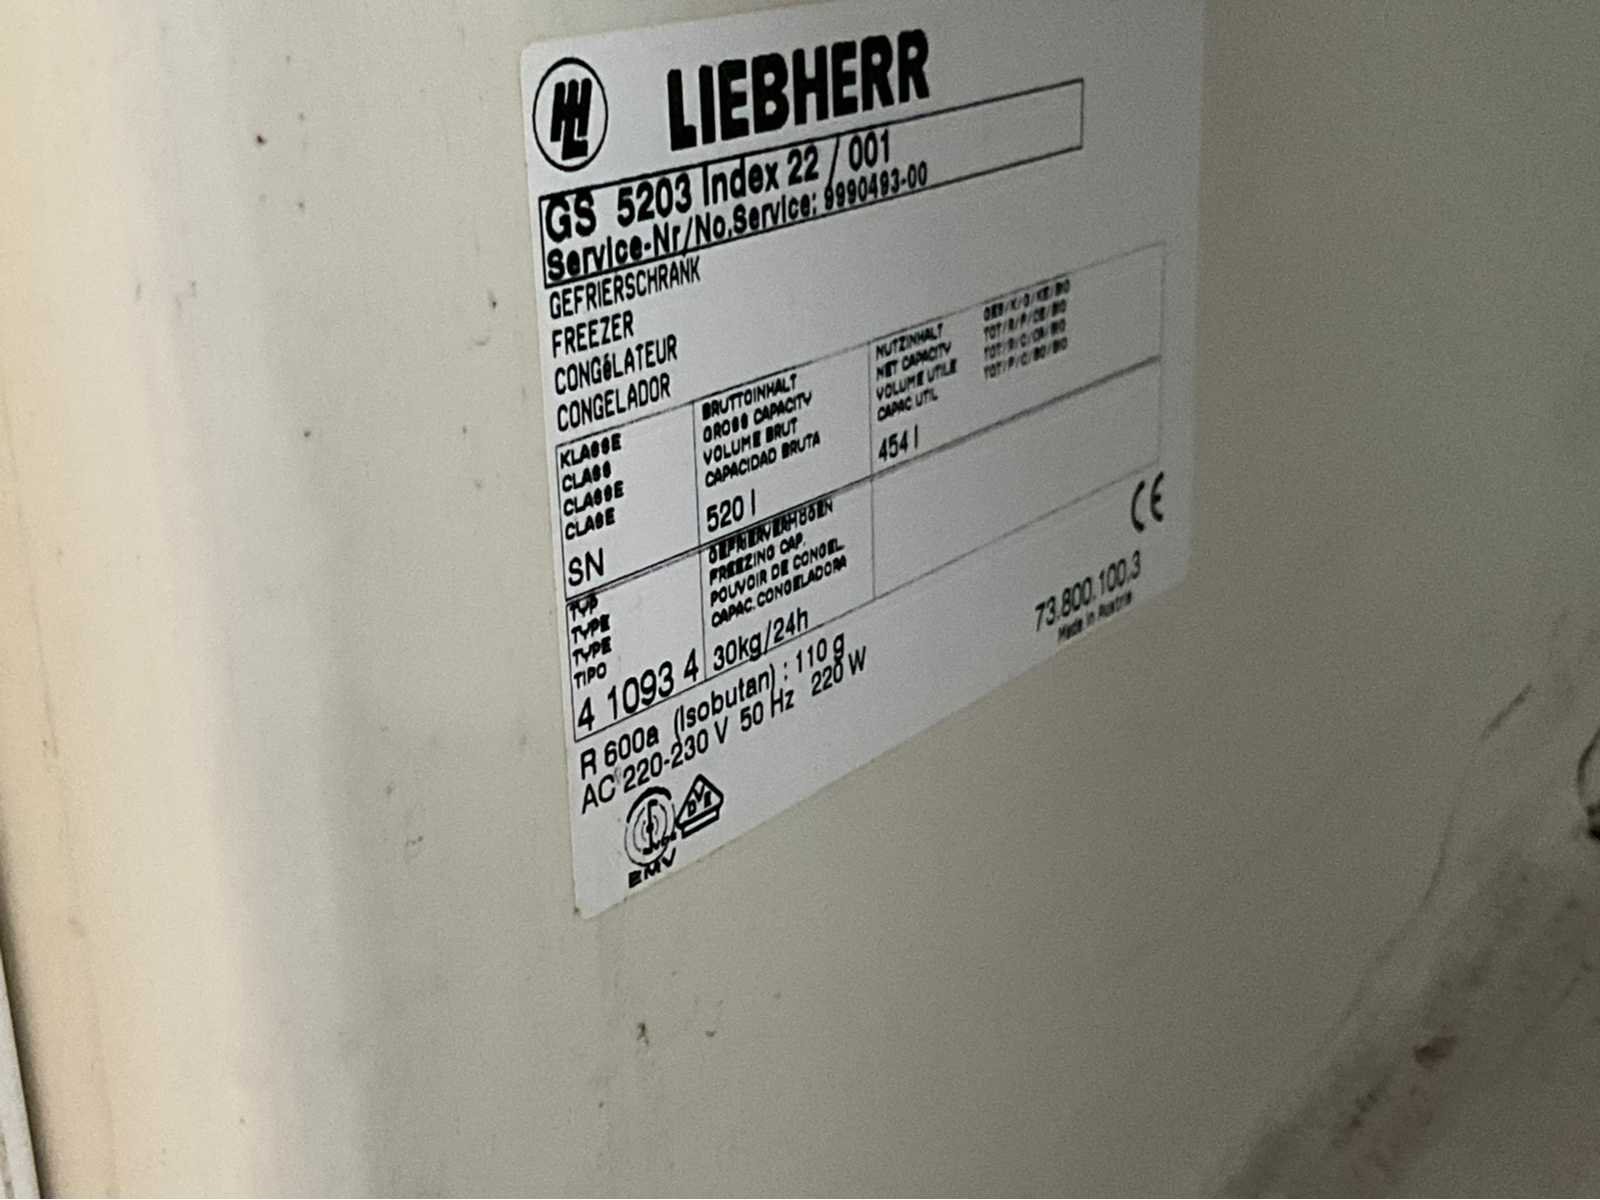 LIEBHERR
GS 5203 Index 22 / 001
Service-Nr/No.Service: 9990493-00
GEFRIERSCHRANK
FREEZER
CONGéLATEUR
CONGELADOR
KLASSE
CLASS
CLASSE
CLASE
SN
BRUTTOINHALT
GROSS CAPACITY
VOLUME BRUT
CAPACIDAD BRUTA
520 l
NUTZINHALT
NET CAPACITY
VOLUME UTILE
CAPAC.UTIL
454 l
TYP
TYPE
TYPE
TIPO
4 1093 4
GEFRIERVERMOGEN
FREEZING CAP.
POUVOIR DE CONGEL
CAPAC.CONGELADORA
30kg/24h
R 600a (Isobutan) : 110 g
AC 220-230 V 50 Hz 220 W
CE
73.800.100.3
Made in Austria
DVE
EMV